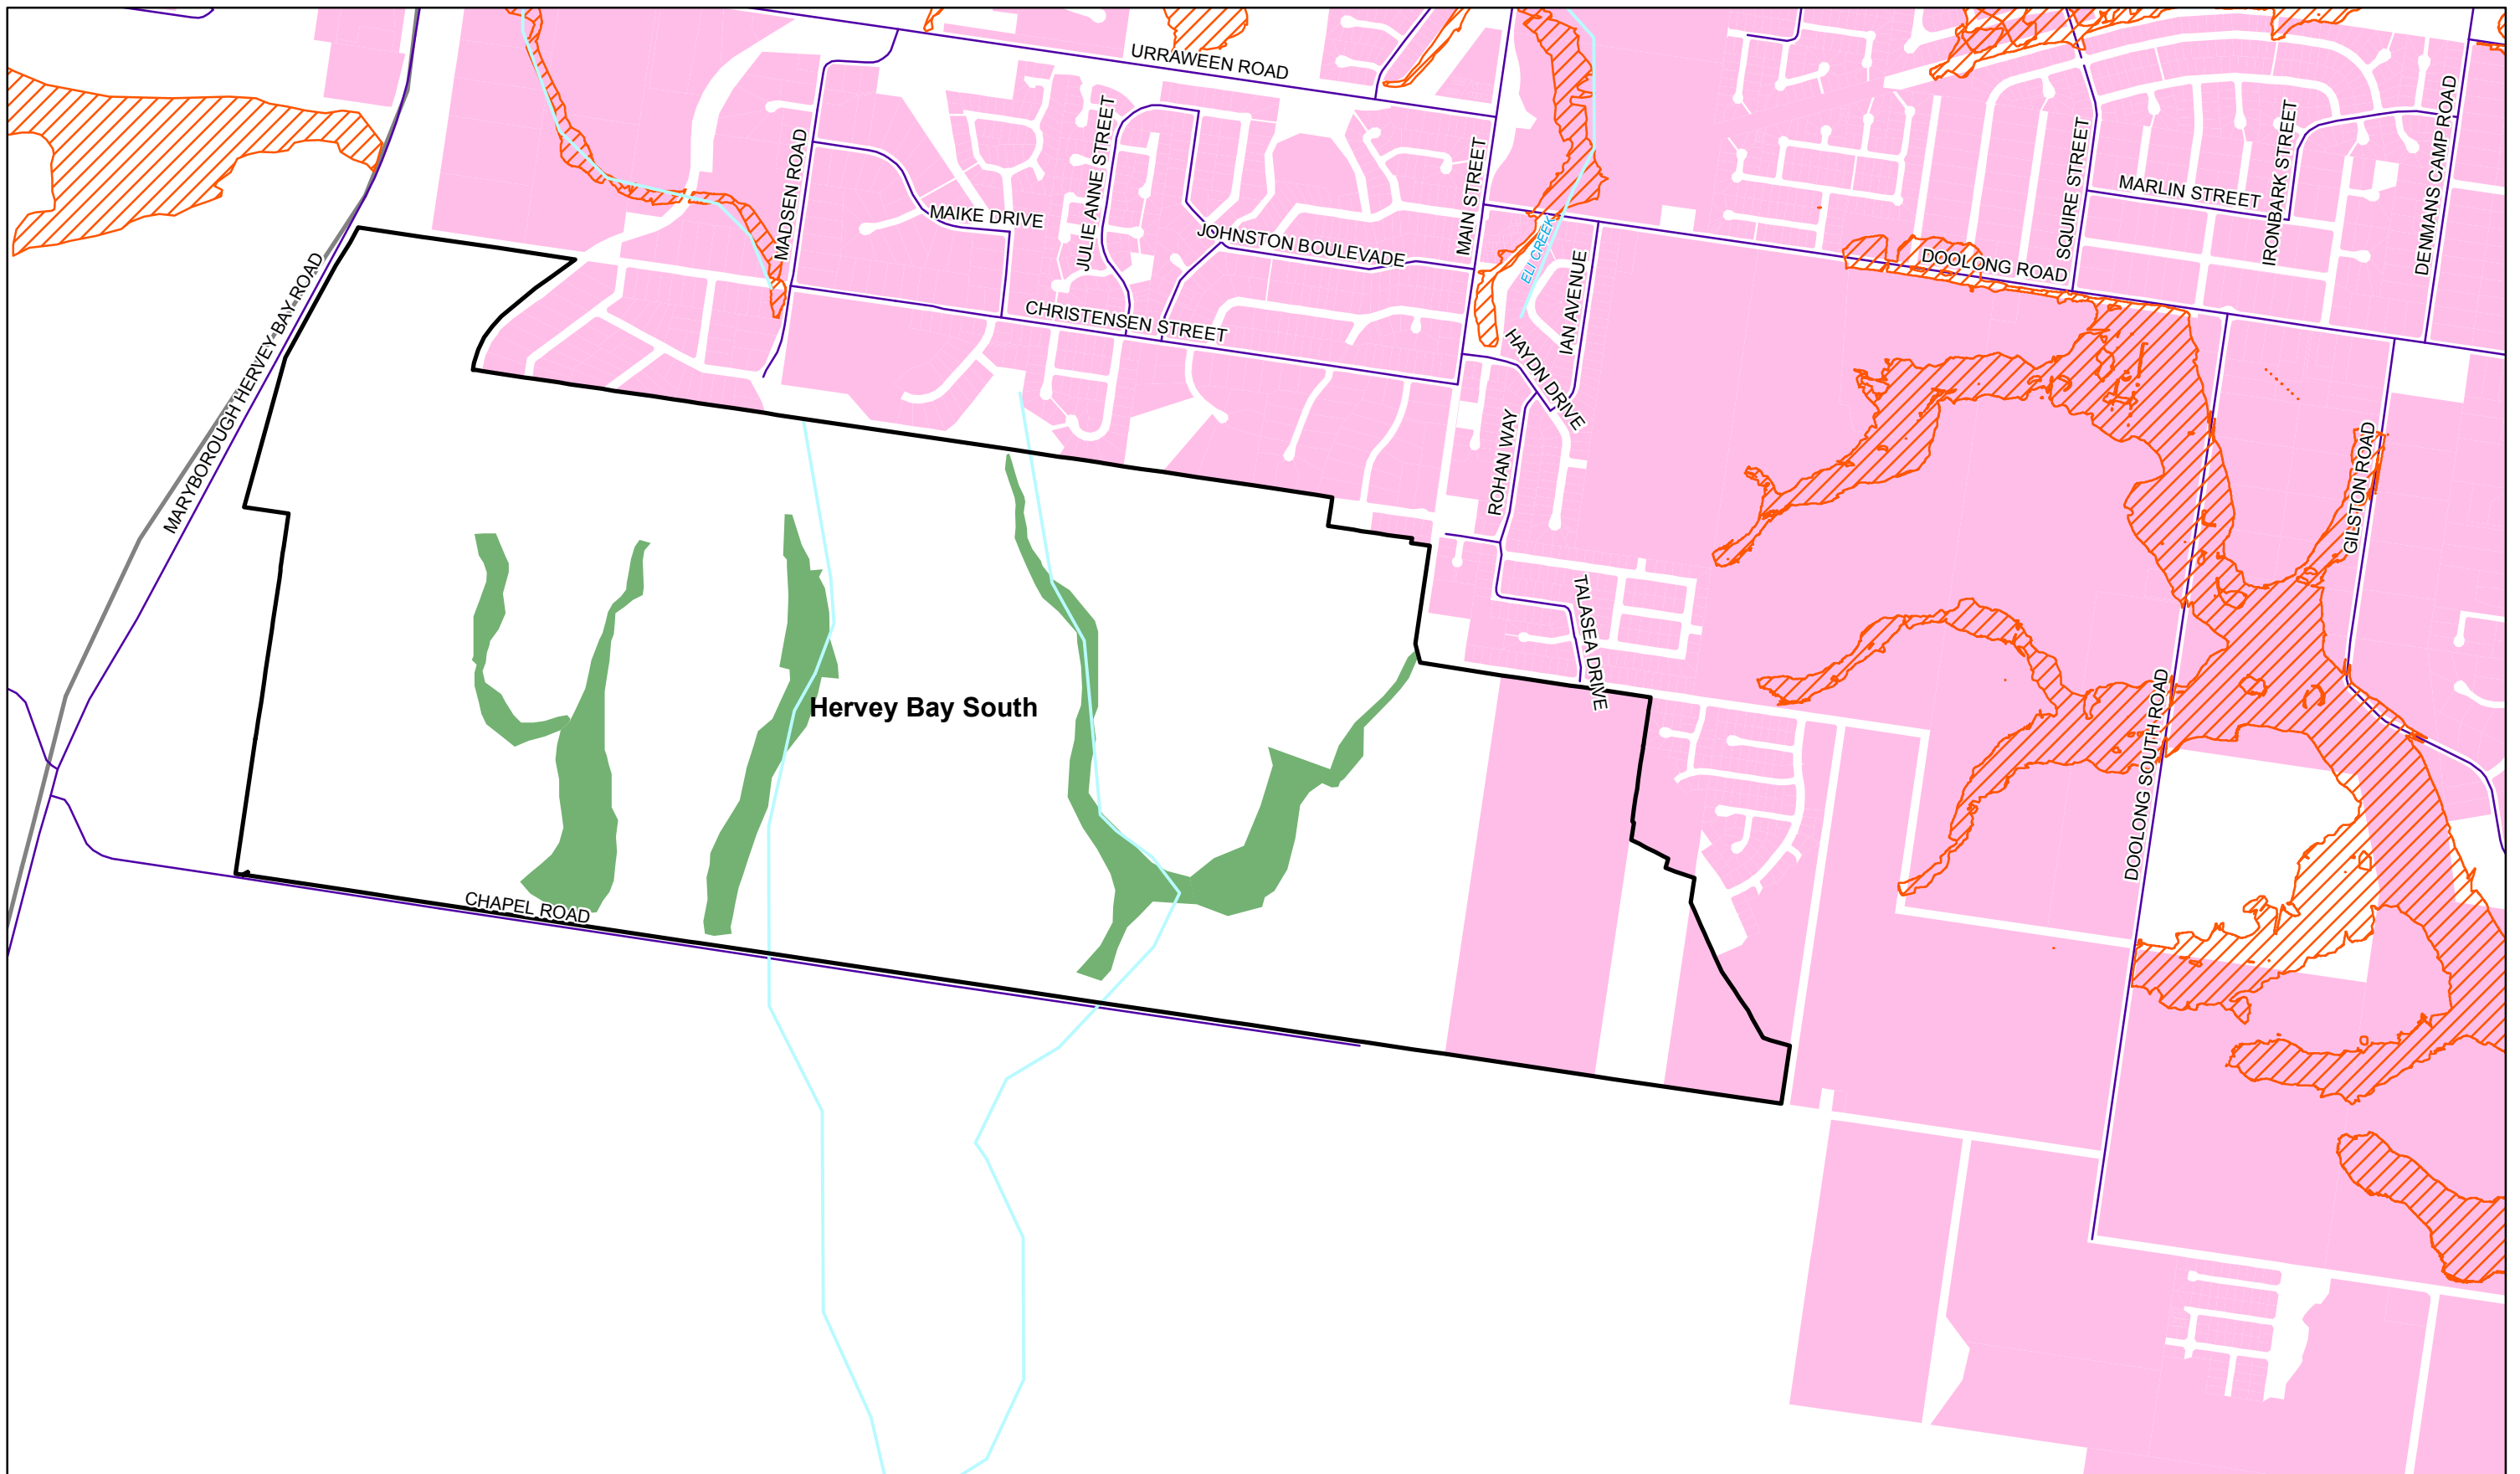 URRAWEEN ROAD
MADSEN ROAD
JULIE ANNE STREET
MAIKE DRIVE
JOHNSTON BOULEVADE
MAIN STREET
ELI CREEK
IAN AVENUE
SQUIRE STREET
MARLIN STREET
IRONBARK STREET
DENMANS CAMP ROAD
DOOLONG ROAD
MARYBOROUGH HERVEY BAY ROAD
CHRISTENSEN STREET
HAYDN DRIVE
ROHAN WAY
GILSTON ROAD
TALASEA DRIVE
Hervey Bay South
DOOLONG SOUTH ROAD
CHAPEL ROAD